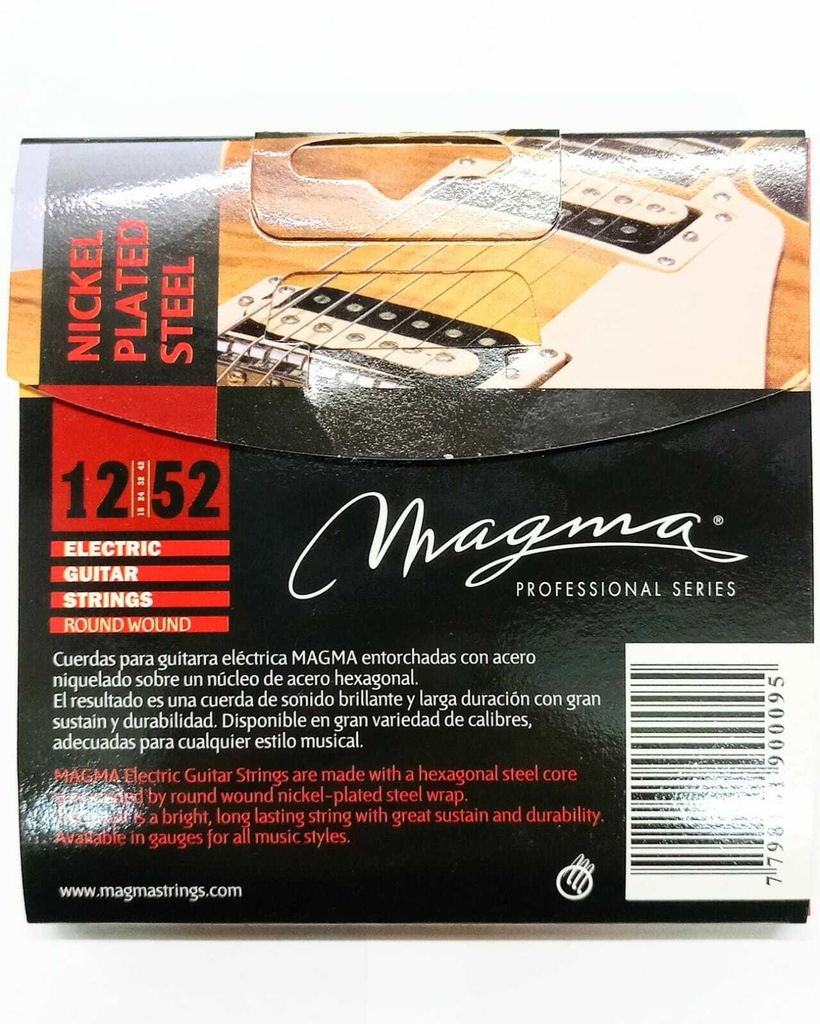 NICKEL
PLATED
STEEL
12 52
ELECTRIC
GUITAR
STRINGS
ROUND WOUND
Magma®
PROFESSIONAL SERIES
Cuerdas para guitarra eléctrica MAGMA entorchadas con acero
niquelado sobre un núcleo de acero hexagonal.
El resultado es una cuerda de sonido brillante y larga duración con gran
sustain y durabilidad. Disponible en gran variedad de calibres,
adecuadas para cualquier estilo musical.
MAGMA Electric Guitar Strings are made with a hexagonal steel core
by round wound nickel-plated steel wrap.
is a bright, long lasting string with great sustain and durability.
Available in gauges for all music styles.
www.magmastrings.com